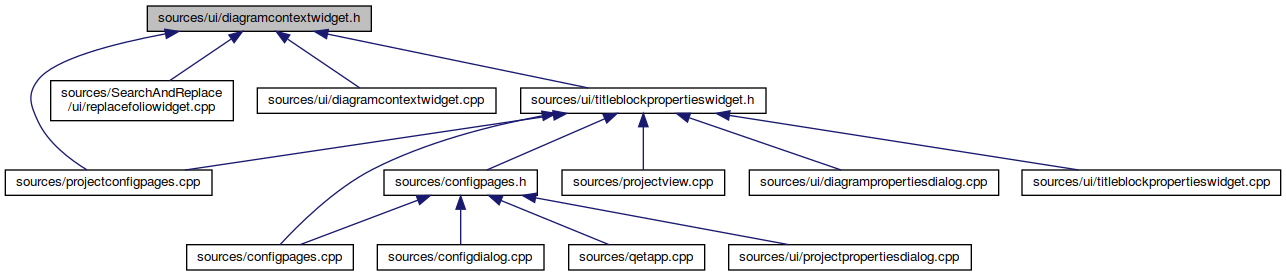 sources/ui/diagramcontextwidget.h
sources/SearchAndReplace
/ui/replacefoliowidget.cpp
sources/ui/diagramcontextwidget.cpp
sources/ui/titleblockpropertieswidget.h
sources/projectconfigpages.cpp
sources/configpages.h
sources/projectview.cpp
sources/ui/diagrampropertiesdialog.cpp
sources/ui/titleblockpropertieswidget.cpp
sources/configpages.cpp
sources/configdialog.cpp
sources/qetapp.cpp
sources/ui/projectpropertiesdialog.cpp